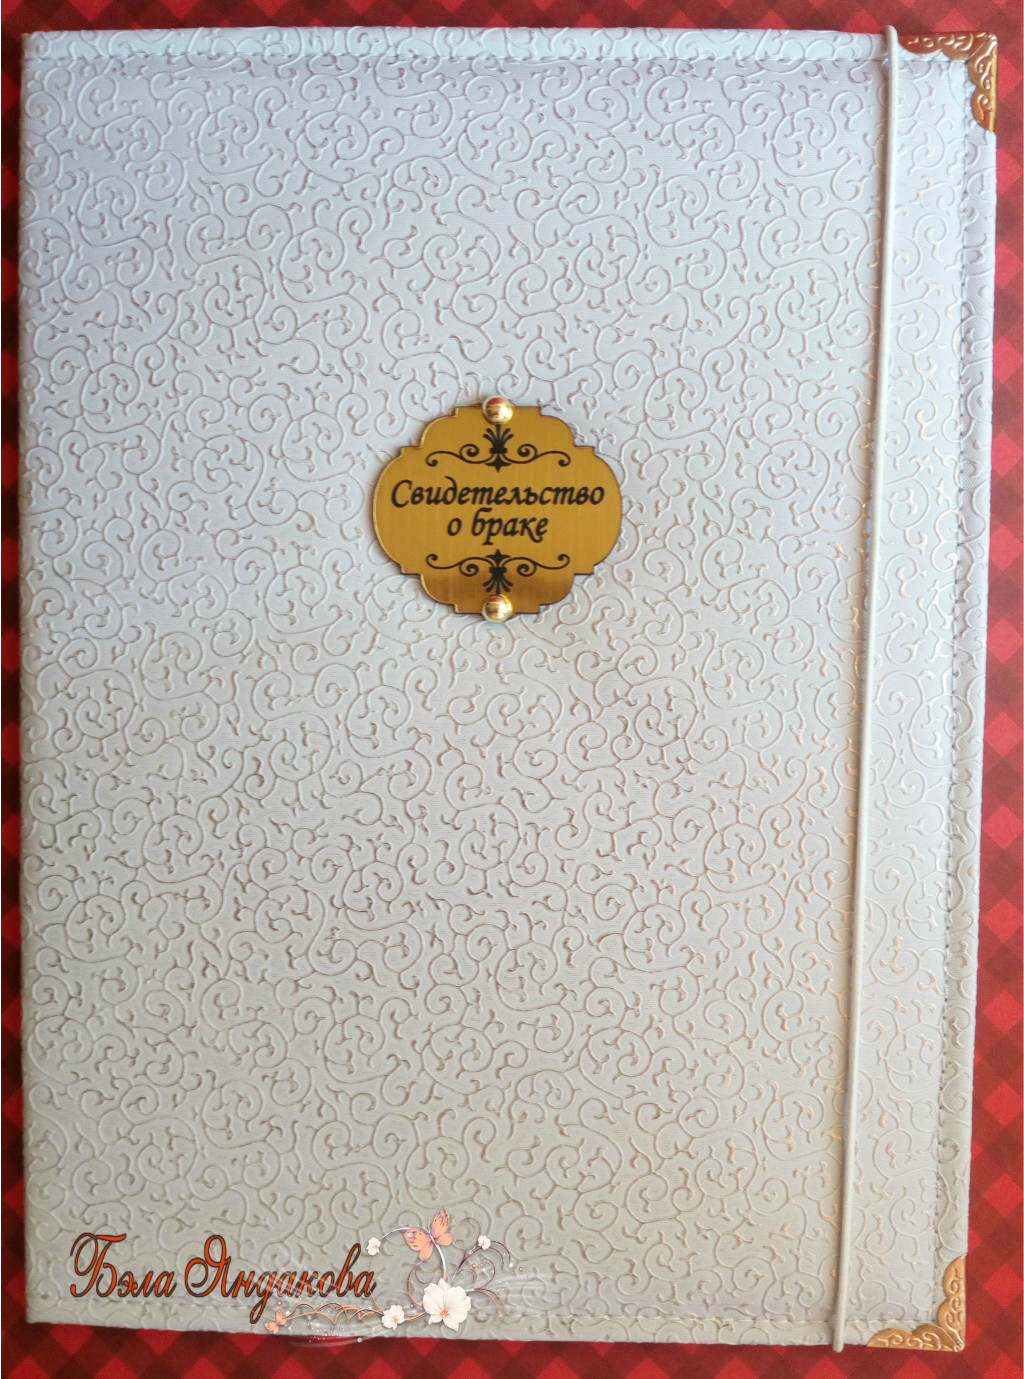 Свидетельство
о браке
Бэла Яндакова